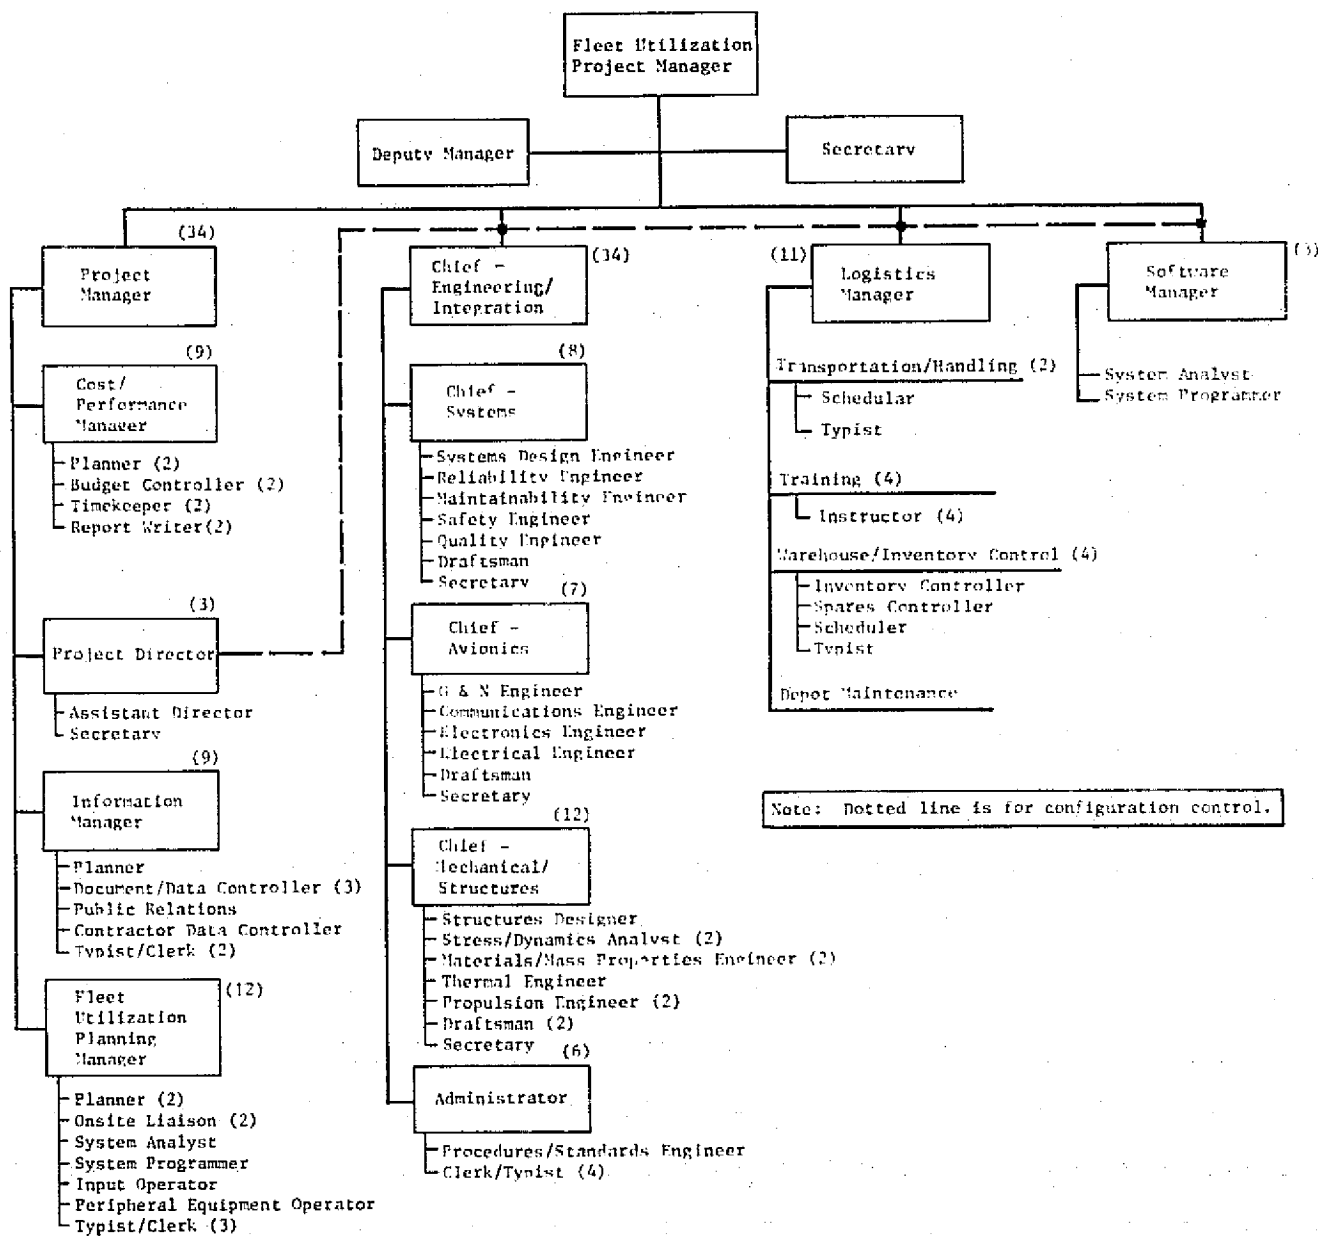 Fleet Utilization
Project Manager
Deputy Manager
Secretary
(34)
Project
Manager
(9)
Cost/
Performance
Manager
Planner (2)
Budget Controller (2)
Timekeeper (2)
Report Writer(2)
(3)
Project Director
Assistant Director
Secretary
(9)
Information
Manager
Planner
Document/Data Controller (3)
Public Relations
Contractor Data Controller
Typist/Clerk (2)
(12)
Fleet
Utilization
Planning
Manager
Planner (2)
Onsite Liaison (2)
System Analyst
System Programmer
Input Operator
Peripheral Equipment Operator
Typist/Clerk (3)
(34)
Chief -
Engineering/
Integration
(8)
Chief -
Systems
Systems Design Engineer
Reliability Engineer
Maintainability Engineer
Safety Engineer
Quality Engineer
Draftsman
Secretary
(7)
Chief -
Avionics
G & N Engineer
Communications Engineer
Electronics Engineer
Electrical Engineer
Draftsman
Secretary
(12)
Chief -
Mechanical/
Structures
Structures Designer
Stress/Dynamics Analyst (2)
Materials/Mass Properties Engineer (2)
Thermal Engineer
Propulsion Engineer (2)
Draftsman (2)
Secretary
(6)
Administrator
Procedures/Standards Engineer
Clerk/Typist (4)
(11)
Logistics
Manager
Transportation/Handling (2)
Schedular
Typist
Training (4)
Instructor (4)
Warehouse/Inventory Control (4)
Inventory Controller
Spares Controller
Scheduler
Typist
Depot Maintenance
(3)
Software
Manager
System Analyst
System Programmer
Note: Dotted line is for configuration control.